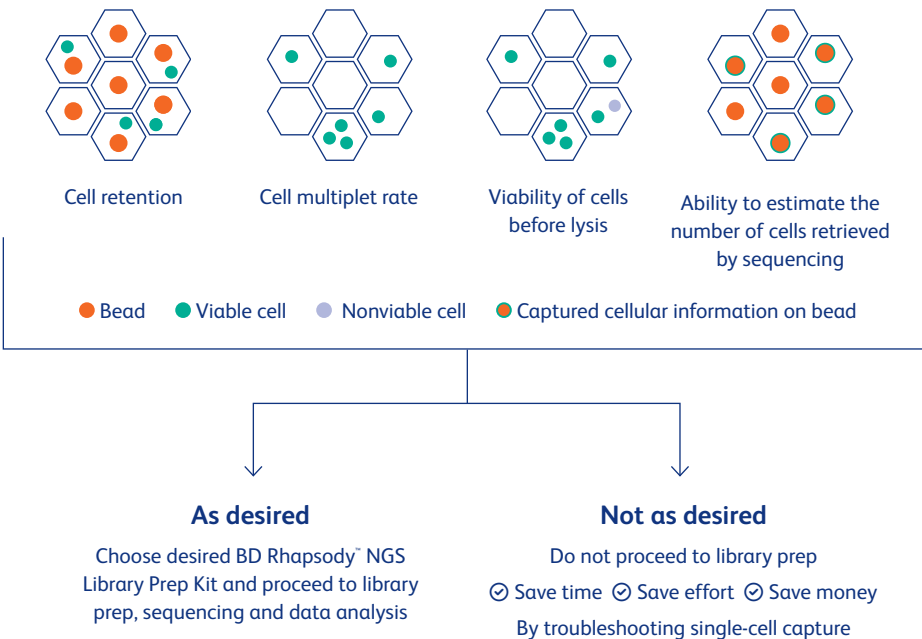 Cell retention
Cell multiplet rate
Viability of cells
before lysis
Ability to estimate the
number of cells retrieved
by sequencing
Bead
Viable cell
Nonviable cell
Captured cellular information on bead
As desired
Choose desired BD Rhapsody™ NGS
Library Prep Kit and proceed to library
prep, sequencing and data analysis
Not as desired
Do not proceed to library prep
Save time Save effort Save money
By troubleshooting single-cell capture